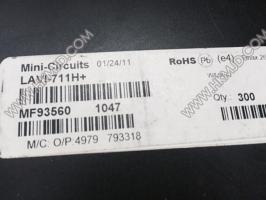 Mini-Circuits 01/24/11 RoHS Pb (e4)
LAVI-711H+
MF93560 1047 Qty.: 300
M/C: O/P 4979 793318